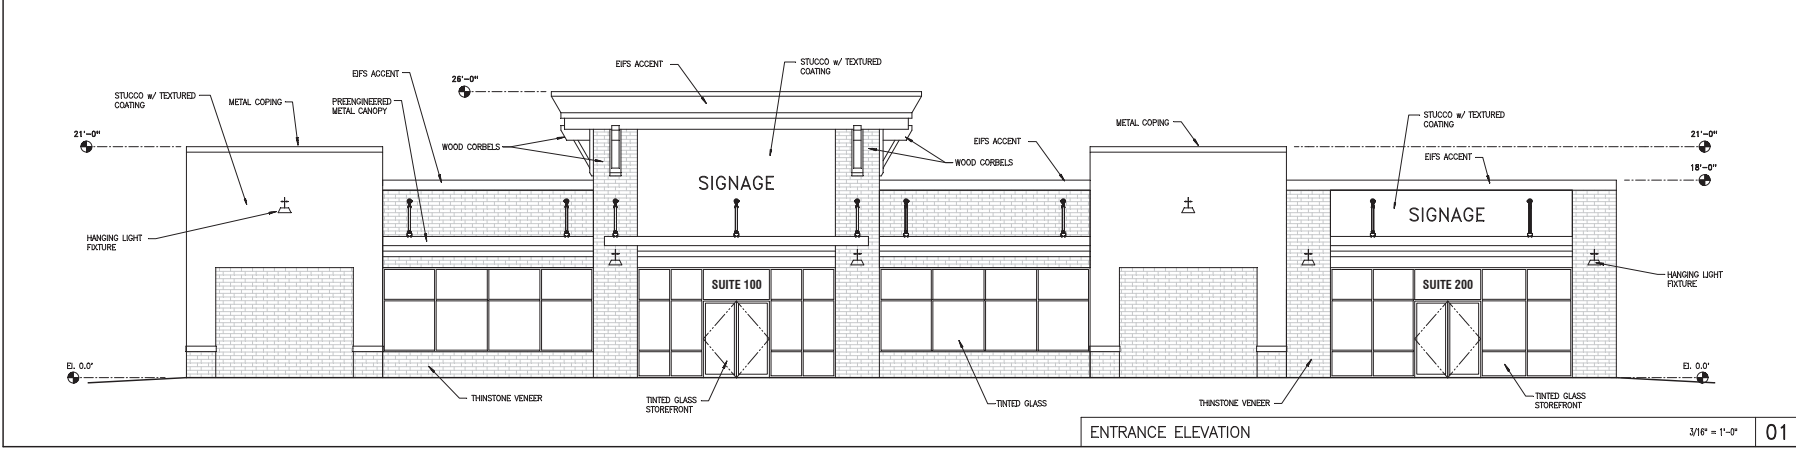 EIFS ACCENT
STUCCO w/ TEXTURED
COATING
EIFS ACCENT
26'-0"
STUCCO w/ TEXTURED
COATING
METAL COPING
PREENGINEERED
METAL CANOPY
21'-0"
WOOD CORBELS
METAL COPING
STUCCO w/ TEXTURED
COATING
21'-0"
EIFS ACCENT
WOOD CORBELS
EIFS ACCENT
18'-0"
SIGNAGE
SIGNAGE
HANGING LIGHT
FIXTURE
HANGING LIGHT
FIXTURE
SUITE 100
SUITE 200
El. 0.0'
El. 0.0'
THINSTONE VENEER
TINTED GLASS
STOREFRONT
TINTED GLASS
THINSTONE VENEER
TINTED GLASS
STOREFRONT
ENTRANCE ELEVATION
3/16" = 1'-0"
01